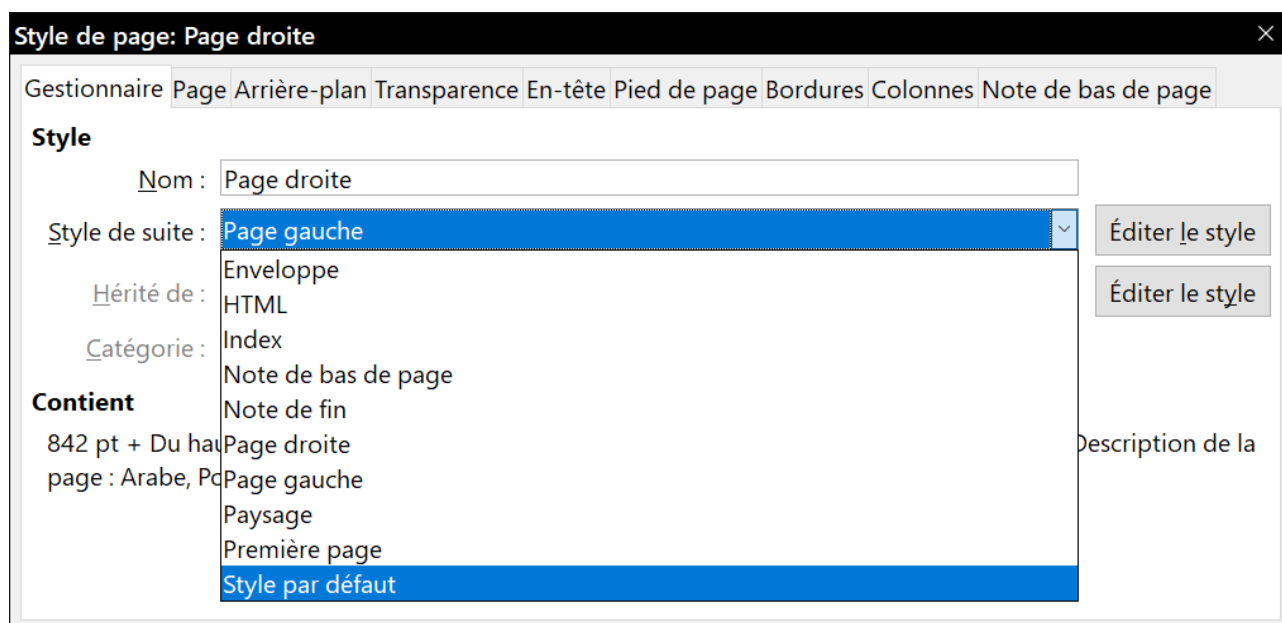 Style de page: Page droite
Gestionnaire Page Arrière-plan Transparence En-tête Pied de page Bordures Colonnes Note de bas de page
Style
Nom : Page droite
Style de suite : Page gauche Éditer le style
Enveloppe
Hérité de : HTML Éditer le style
Index
Catégorie :
Note de bas de page
Contient
Note de fin
842 pt + Du Page droite Description de la
page : Arabe, Page gauche
Paysage
Première page
Style par défaut